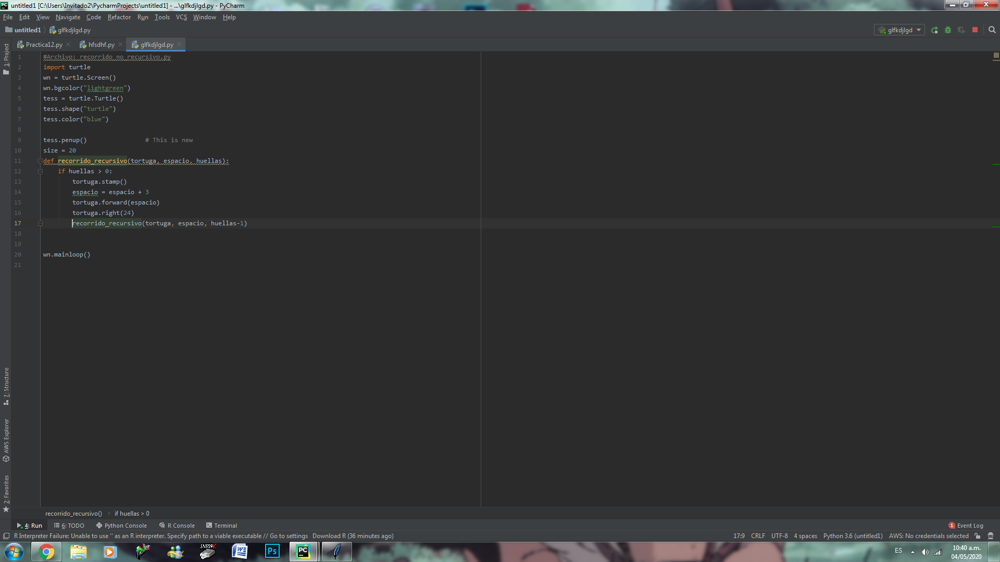 untitled1 [C:\Users\Invitado2\PycharmProjects\untitled1] - ...\glfkdjlgd.py - PyCharm
File Edit View Navigate Code Refactor Run Tools VCS Window Help
untitled1 glfkdjlgd.py glfkdjlgd
Practica12.py hfsdhf.py glfkdjlgd.py
1: Project
1 #Archivo: recorrido_no_recursivo.py
2 import turtle
3 wn = turtle.Screen()
4 wn.bgcolor("lightgreen")
5 tess = turtle.Turtle()
6 tess.shape("turtle")
7 tess.color("blue")
8
9 tess.penup() # This is new
10 size = 20
11 def recorrido_recursivo(tortuga, espacio, huellas):
12 if huellas > 0:
13 tortuga.stamp()
14 espacio = espacio + 3
15 tortuga.forward(espacio)
16 tortuga.right(24)
17 recorrido_recursivo(tortuga, espacio, huellas-1)
18
19
20 wn.mainloop()
21
7: Structure
AWS Explorer
2: Favorites
recorrido_recursivo() if huellas > 0
4: Run 6: TODO Python Console R Console Terminal 1 Event Log
R Interpreter Failure: Unable to use '' as an R interpreter. Specify path to a viable executable // Go to settings Download R (36 minutes ago) 17:9 CRLF UTF-8 4 spaces Python 3.6 (untitled1) AWS: No credentials selected
SNES9X Ps PC ES 10:40 a.m.
04/05/2020